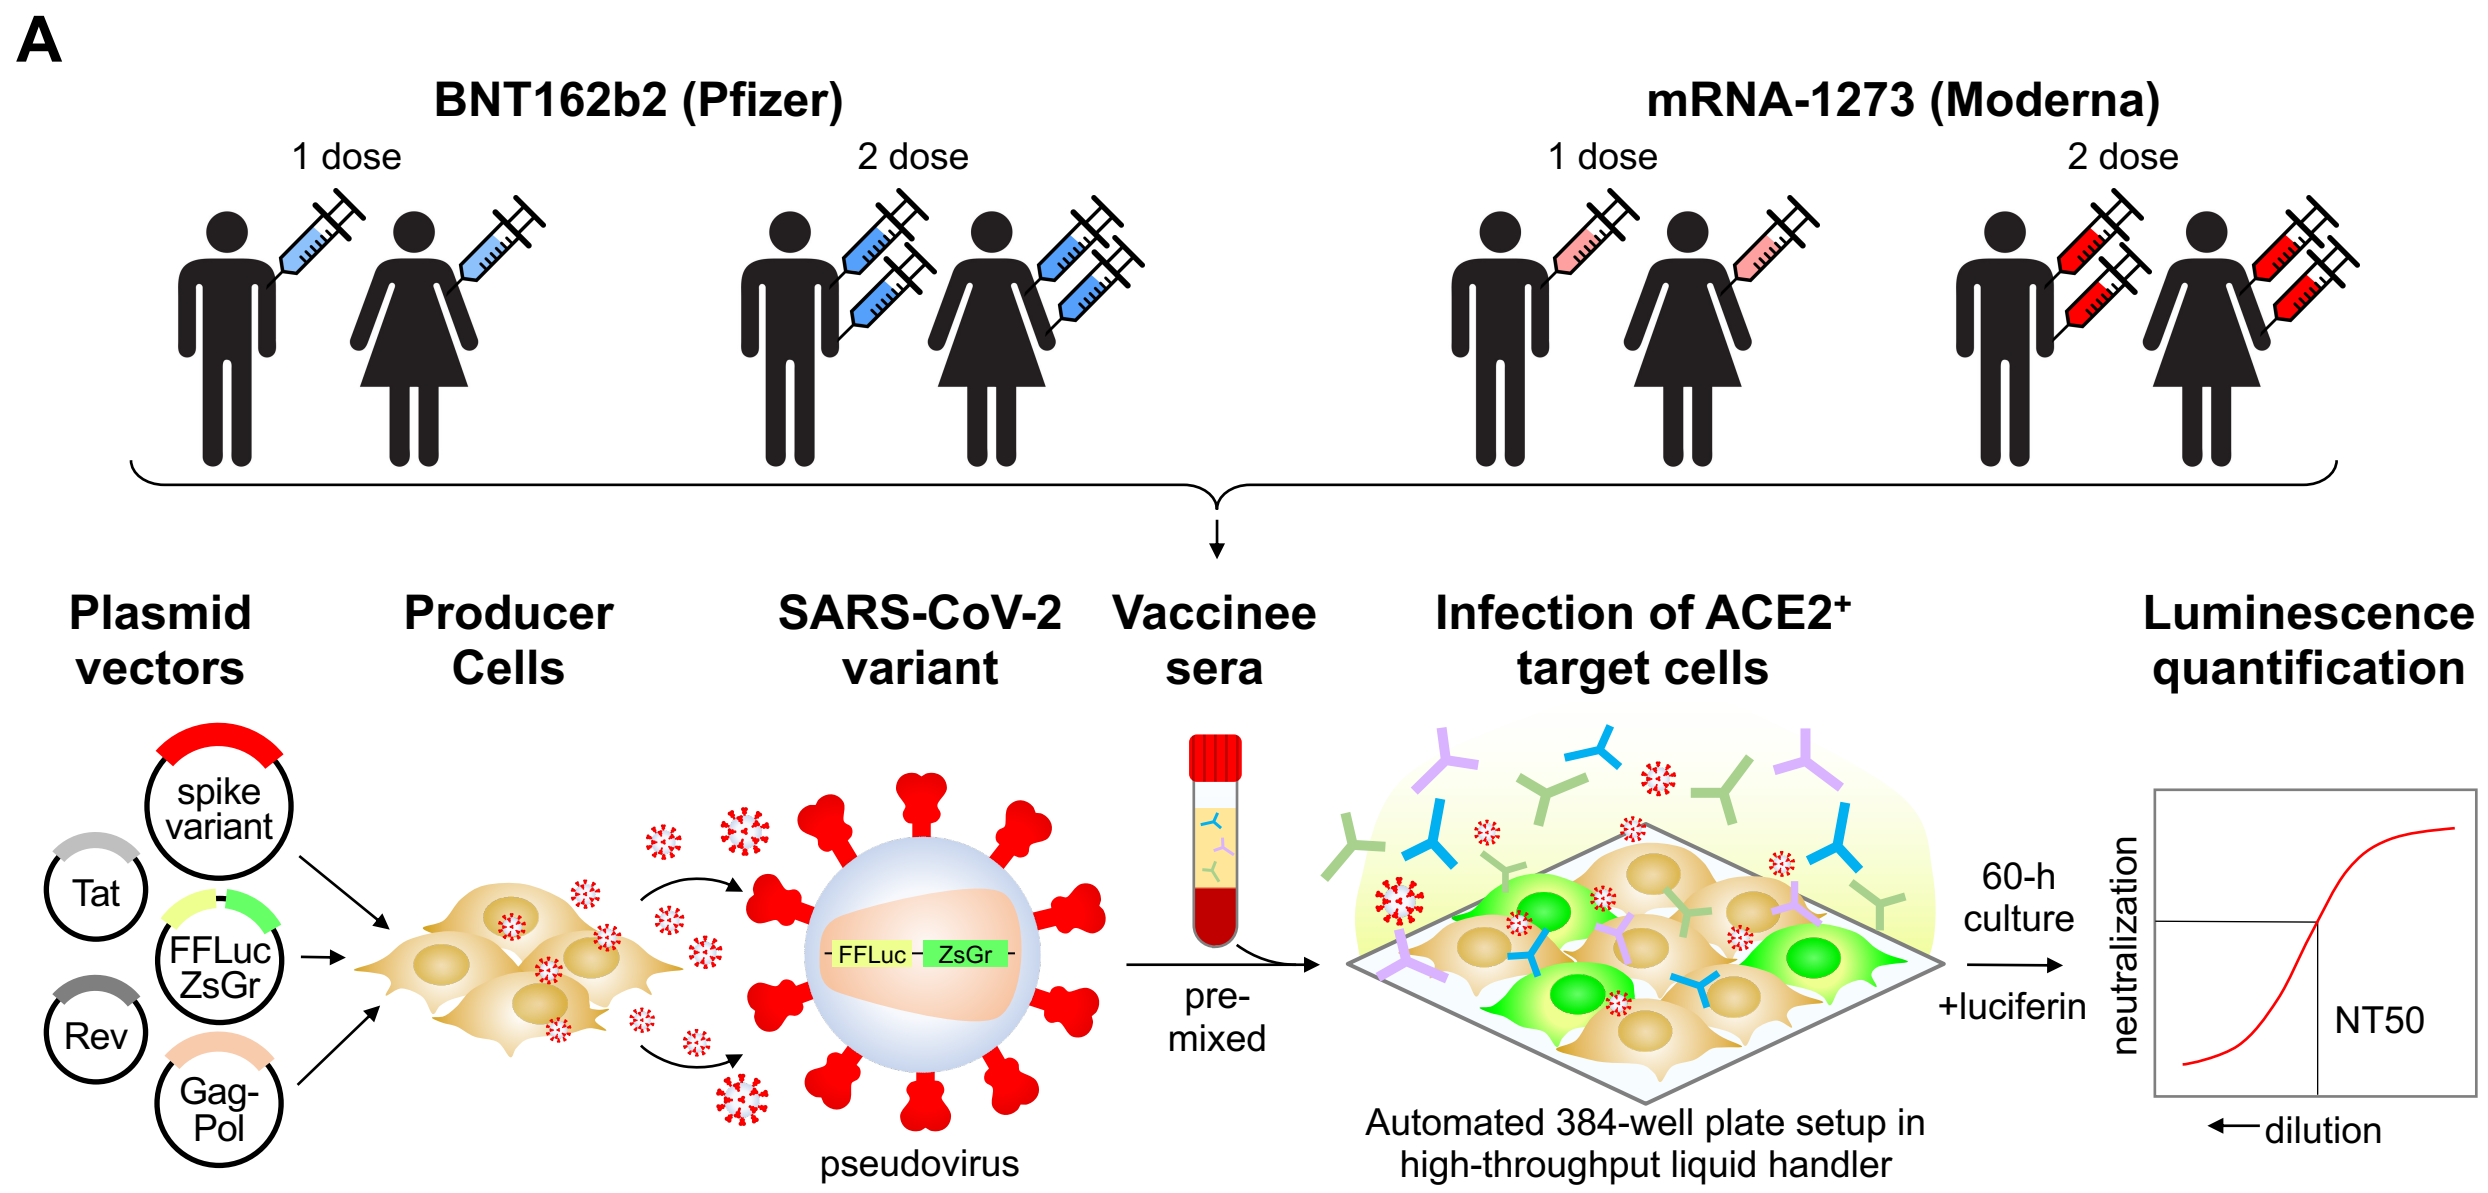 A
BNT162b2 (Pfizer)
mRNA-1273 (Moderna)
1 dose
2 dose
1 dose
2 dose
Plasmid
vectors
Producer
Cells
SARS-CoV-2
variant
Vaccinee
sera
Infection of ACE2⁺
target cells
Luminescence
quantification
spike
variant
Tat
FFLuc
ZsGr
Rev
Gag-
Pol
FFLuc
ZsGr
pseudovirus
pre-
mixed
Automated 384-well plate setup in
high-throughput liquid handler
60-h
culture
+luciferin
neutralization
NT50
dilution